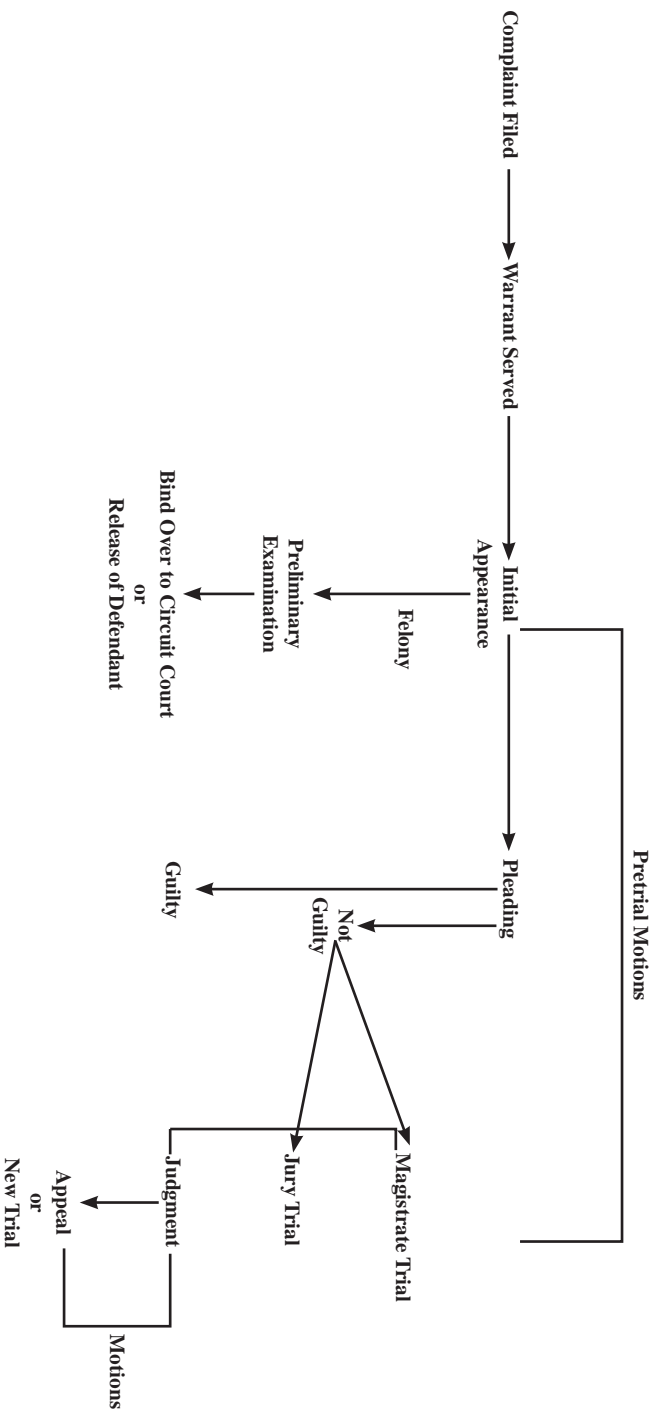 Pretrial Motions
Complaint Filed
Warrant Served
Initial
Appearance
Pleading
Felony
Preliminary
Examination
Bind Over to Circuit Court
or
Release of Defendant
Not
Guilty
Guilty
Magistrate Trial
Jury Trial
Judgment
Motions
Appeal
or
New Trial